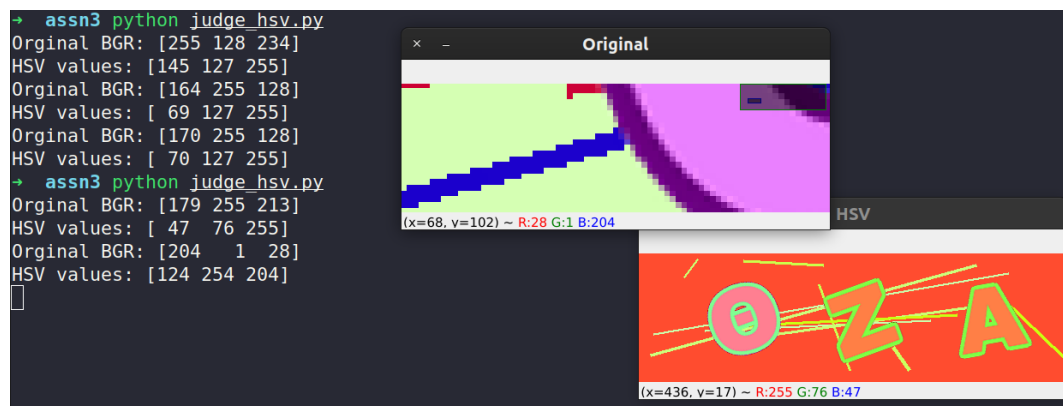 → assn3 python judge_hsv.py
Orginal BGR: [255 128 234]
HSV values: [145 127 255]
Orginal BGR: [164 255 128]
HSV values: [ 69 127 255]
Orginal BGR: [170 255 128]
HSV values: [ 70 127 255]
→ assn3 python judge_hsv.py
Orginal BGR: [179 255 213]
HSV values: [ 47  76 255]
Orginal BGR: [204   1  28]
HSV values: [124 254 204]
× – Original
(x=68, y=102) ~ R:28 G:1 B:204
HSV
O Z A
(x=436, y=17) ~ R:255 G:76 B:47